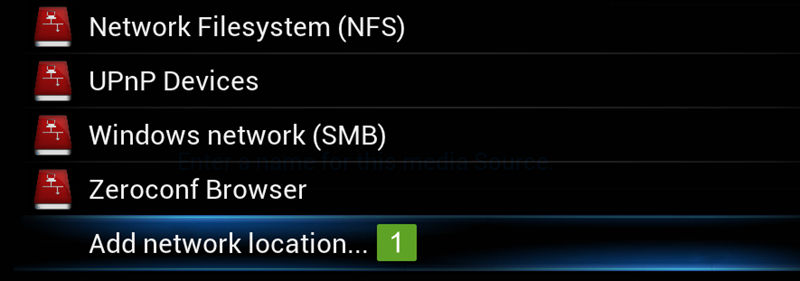 Network Filesystem (NFS)
UPnP Devices
Windows network (SMB)
Enter a name for this media Source.
Zeroconf Browser
Add network location... 1